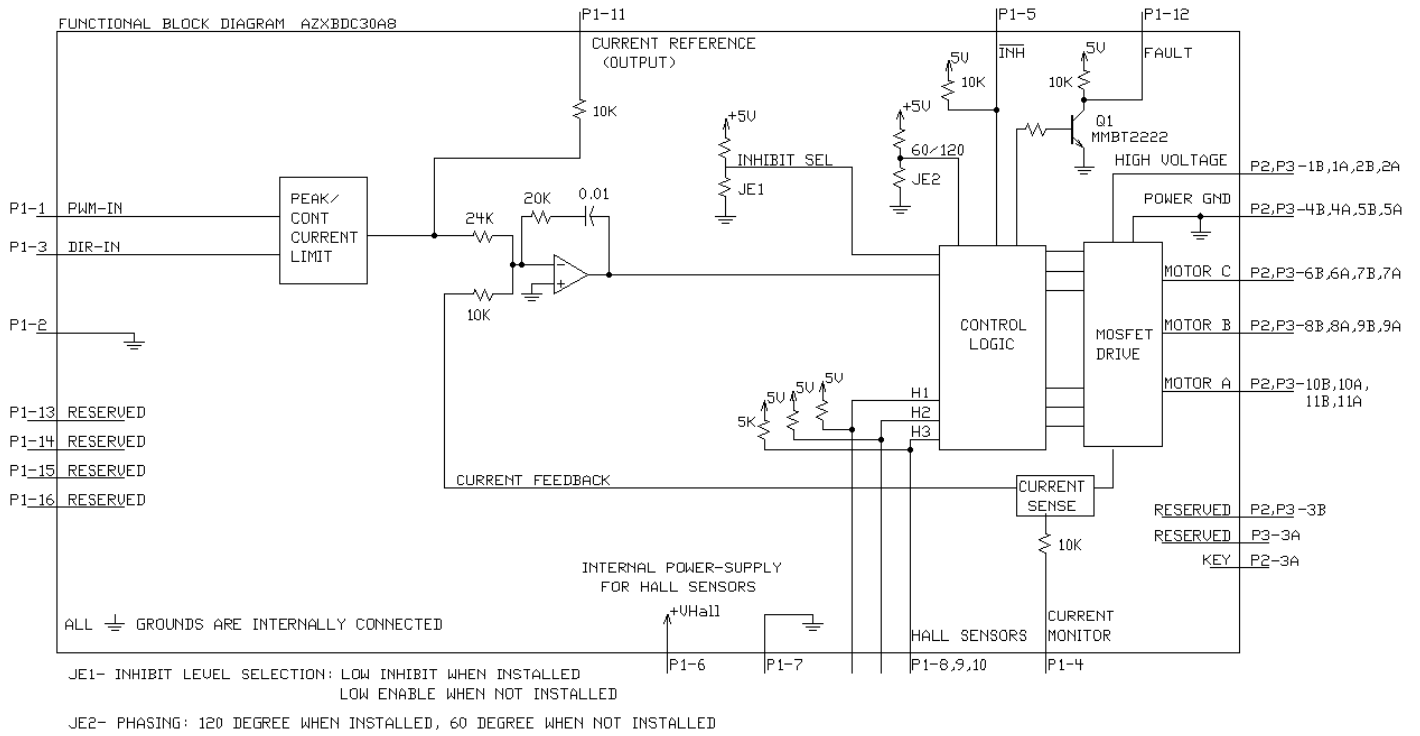 FUNCTIONAL BLOCK DIAGRAM AZXBDC30A8
P1-11
P1-5
P1-12
CURRENT REFERENCE
(OUTPUT)
INH
FAULT
5V
10K
5V
10K
10K
+5V
+5V
Q1
MMBT2222
INHIBIT SEL
60/120
HIGH VOLTAGE
P2,P3-1B,1A,2B,2A
JE1
JE2
POWER GND
P2,P3-4B,4A,5B,5A
P1-1
PWM-IN
P1-3
DIR-IN
PEAK/
CONT
CURRENT
LIMIT
24K
20K
0.01
-
+
10K
MOTOR C
P2,P3-6B,6A,7B,7A
P1-2
CONTROL
LOGIC
MOSFET
DRIVE
MOTOR B
P2,P3-8B,8A,9B,9A
MOTOR A
P2,P3-10B,10A,
11B,11A
5V
5V
5V
5K
H1
H2
H3
P1-13 RESERVED
P1-14 RESERVED
P1-15 RESERVED
P1-16 RESERVED
CURRENT FEEDBACK
CURRENT
SENSE
10K
RESERVED
P2,P3-3B
RESERVED
P3-3A
KEY
P2-3A
INTERNAL POWER-SUPPLY
FOR HALL SENSORS
+VHall
ALL GROUNDS ARE INTERNALLY CONNECTED
HALL SENSORS
CURRENT
MONITOR
P1-6
P1-7
P1-8,9,10
P1-4
JE1- INHIBIT LEVEL SELECTION: LOW INHIBIT WHEN INSTALLED
LOW ENABLE WHEN NOT INSTALLED
JE2- PHASING: 120 DEGREE WHEN INSTALLED, 60 DEGREE WHEN NOT INSTALLED